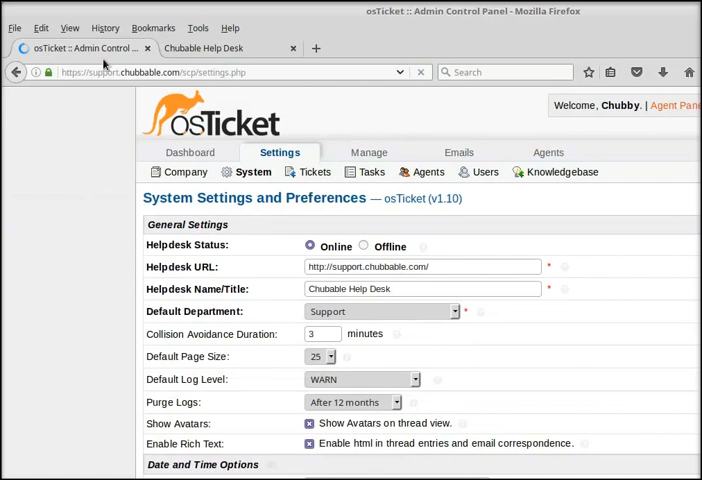 osTicket :: Admin Control Panel - Mozilla Firefox
File Edit View History Bookmarks Tools Help
osTicket :: Admin Control ... × Chubbable Help Desk × +
https://support.chubbable.com/scp/settings.php Search
osTicket
Welcome, Chubby. | Agent Pane
Dashboard Settings Manage Emails Agents
Company System Tickets Tasks Agents Users Knowledgebase
System Settings and Preferences — osTicket (v1.10)
General Settings
Helpdesk Status: Online Offline
Helpdesk URL: http://support.chubbable.com/ *
Helpdesk Name/Title: Chubable Help Desk *
Default Department: Support *
Collision Avoidance Duration: 3 minutes
Default Page Size: 25
Default Log Level: WARN
Purge Logs: After 12 months
Show Avatars: Show Avatars on thread view.
Enable Rich Text: Enable html in thread entries and email correspondence.
Date and Time Options